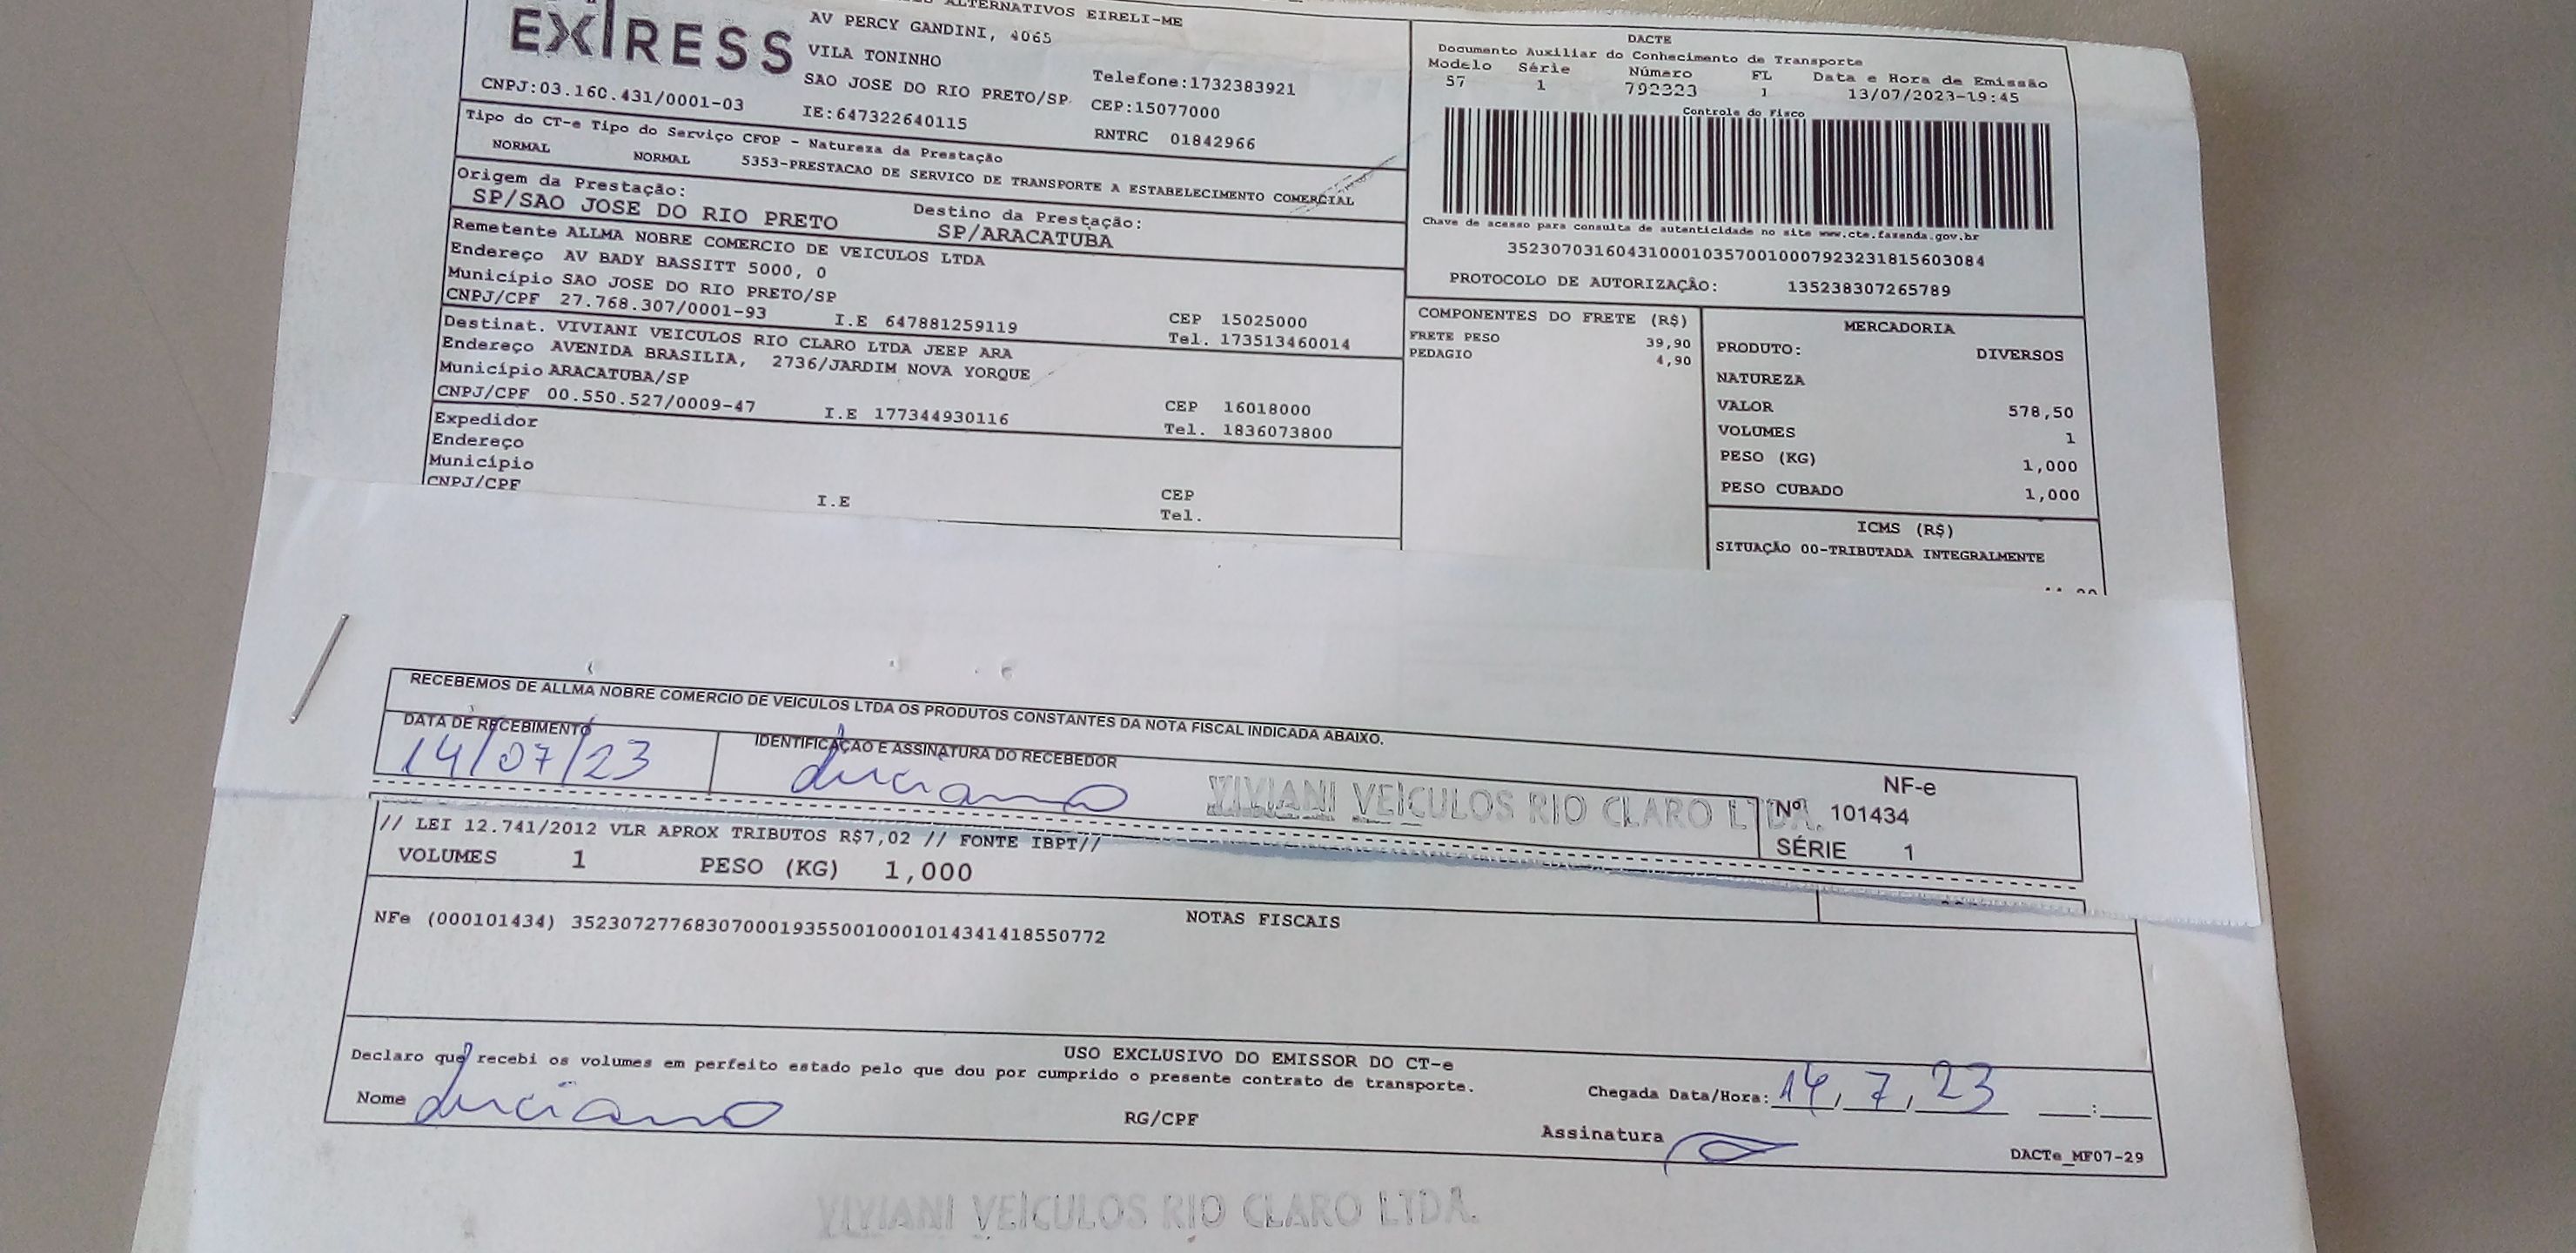 ALTERNATIVOS EIRELI-ME
EXTRESS
AV PERCY GANDINI, 4065
VILA TONINHO
SAO JOSE DO RIO PRETO/SP
Telefone:1732383921
CEP:15077000
CNPJ:03.160.431/0001-03
IE:647322640115
RNTRC 01842966
Tipo do CT-e Tipo do Serviço CFOP - Natureza da Prestação
NORMAL NORMAL 5353-PRESTACAO DE SERVICO DE TRANSPORTE A ESTABELECIMENTO COMERCIAL
Origem da Prestação:
SP/SAO JOSE DO RIO PRETO
Destino da Prestação:
SP/ARACATUBA
Remetente ALLMA NOBRE COMERCIO DE VEICULOS LTDA
Endereço AV BADY BASSITT 5000, 0
Município SAO JOSE DO RIO PRETO/SP
CNPJ/CPF 27.768.307/0001-93 I.E 647881259119
CEP 15025000
Tel. 173513460014
Destinat. VIVIANI VEICULOS RIO CLARO LTDA JEEP ARA
Endereço AVENIDA BRASILIA, 2736/JARDIM NOVA YORQUE
Município ARACATUBA/SP
CNPJ/CPF 00.550.527/0009-47 I.E 177344930116
CEP 16018000
Tel. 1836073800
Expedidor
Endereço
Município
CNPJ/CPF I.E
CEP
Tel.
DACTE
Documento Auxiliar do Conhecimento de Transporte
Modelo Série Número FL Data e Hora de Emissão
57 1 792323 1 13/07/2023-19:45
Controle do Fisco
Chave de acesso para consulta de autenticidade no site www.cte.fazenda.gov.br
35230703160431000103570010007923231815603084
PROTOCOLO DE AUTORIZAÇÃO: 135238307265789
COMPONENTES DO FRETE (R$)
FRETE PESO 39,90
PEDAGIO 4,90
MERCADORIA
PRODUTO: DIVERSOS
NATUREZA
VALOR 578,50
VOLUMES 1
PESO (KG) 1,000
PESO CUBADO 1,000
ICMS (R$)
SITUAÇÃO 00-TRIBUTADA INTEGRALMENTE
RECEBEMOS DE ALLMA NOBRE COMERCIO DE VEICULOS LTDA OS PRODUTOS CONSTANTES DA NOTA FISCAL INDICADA ABAIXO.
DATA DE RECEBIMENTO
14/07/23
IDENTIFICAÇÃO E ASSINATURA DO RECEBEDOR
Luciano
VIVIANI VEICULOS RIO CLARO LTDA.
NF-e
Nº 101434
SÉRIE 1
// LEI 12.741/2012 VLR APROX TRIBUTOS R$7,02 // FONTE IBPT//
VOLUMES 1 PESO (KG) 1,000
NOTAS FISCAIS
NFe (000101434) 35230727768307000193550010001014341418550772
USO EXCLUSIVO DO EMISSOR DO CT-e
Declaro que recebi os volumes em perfeito estado pelo que dou por cumprido o presente contrato de transporte.
Chegada Data/Hora: 14, 7, 23 :
Nome Luciano
RG/CPF
Assinatura
DACTe_MF07-29
VIVIANI VEICULOS RIO CLARO LTDA.